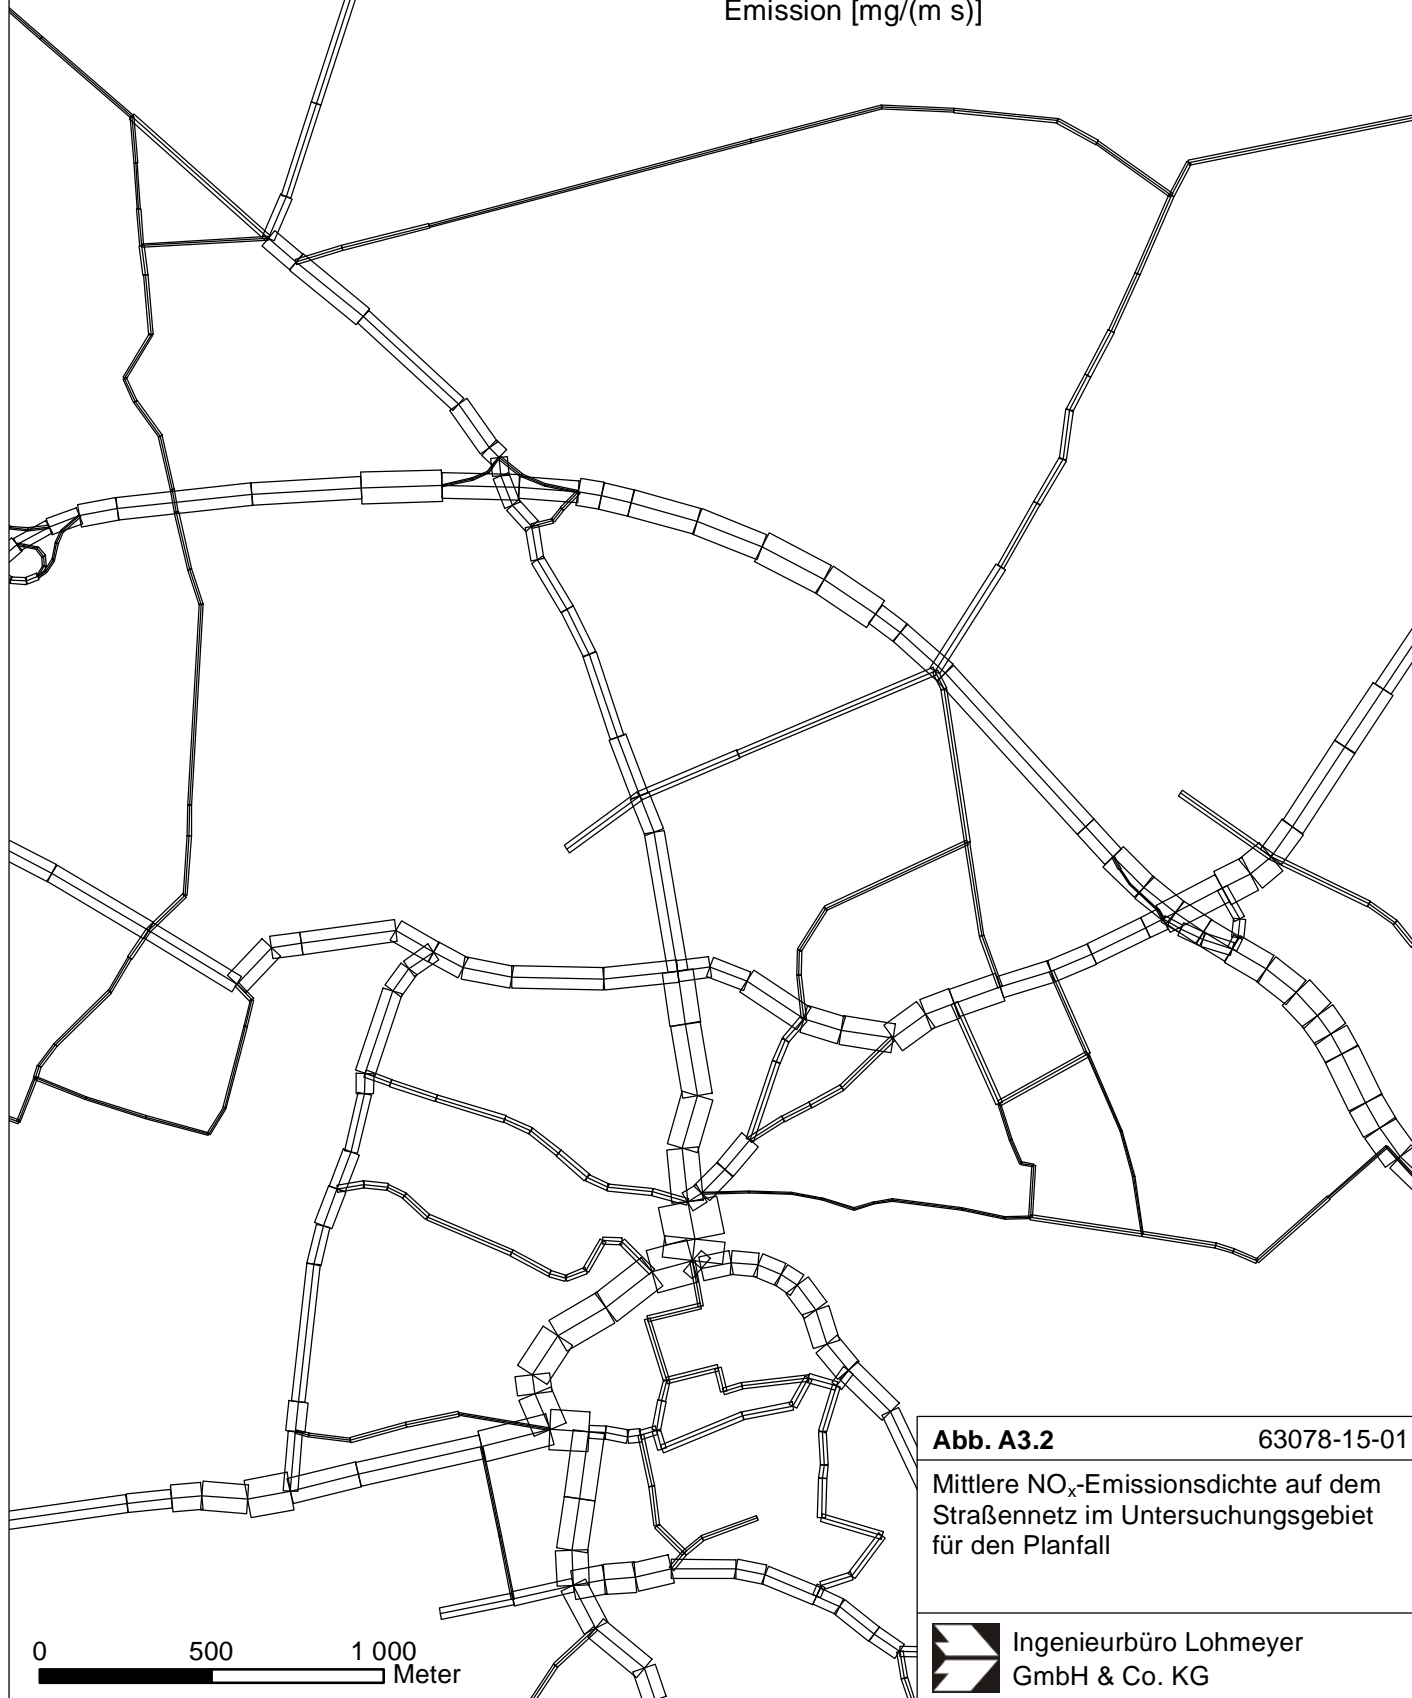 Emission [mg/(m s)]
Abb. A3.2 63078-15-01
Mittlere NOx-Emissionsdichte auf dem
Straßennetz im Untersuchungsgebiet
für den Planfall
Ingenieurbüro Lohmeyer
GmbH & Co. KG
0 500 1 000
Meter